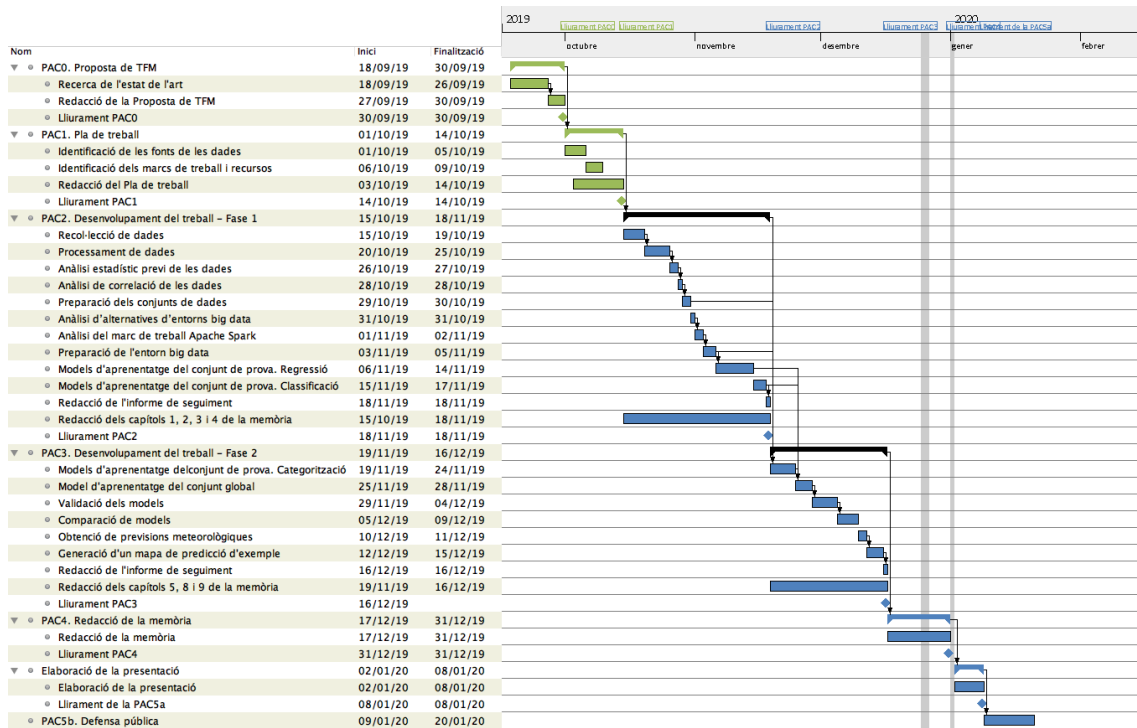 2019 2020
Lliurament PAC0 Lliurament PAC1 Lliurament PAC2 Lliurament PAC3 Lliurament
octubre novembre desembre gener febrer
Nom Inici Finalització
PAC0. Proposta de TFM 18/09/19 30/09/19
Recerca de l'estat de l'art 18/09/19 26/09/19
Redacció de la Proposta de TFM 27/09/19 30/09/19
Lliurament PAC0 30/09/19 30/09/19
PAC1. Pla de treball 01/10/19 14/10/19
Identificació de les fonts de les dades 01/10/19 05/10/19
Identificació dels marcs de treball i recursos 06/10/19 09/10/19
Redacció del Pla de treball 03/10/19 14/10/19
Lliurament PAC1 14/10/19 14/10/19
PAC2. Desenvolupament del treball – Fase 1 15/10/19 18/11/19
Recol·lecció de dades 15/10/19 19/10/19
Processament de dades 20/10/19 25/10/19
Anàlisi estadístic previ de les dades 26/10/19 27/10/19
Anàlisi de correlació de les dades 28/10/19 28/10/19
Preparació dels conjunts de dades 29/10/19 30/10/19
Anàlisi d'alternatives d'entorns big data 31/10/19 31/10/19
Anàlisi del marc de treball Apache Spark 01/11/19 02/11/19
Preparació de l'entorn big data 03/11/19 05/11/19
Models d'aprenentatge del conjunt de prova. Regressió 06/11/19 14/11/19
Models d'aprenentatge del conjunt de prova. Classificació 15/11/19 17/11/19
Redacció de l'informe de seguiment 18/11/19 18/11/19
Redacció dels capítols 1, 2, 3 i 4 de la memòria 15/10/19 18/11/19
Lliurament PAC2 18/11/19 18/11/19
PAC3. Desenvolupament del treball – Fase 2 19/11/19 16/12/19
Models d'aprenentatge delconjunt de prova. Categorització 19/11/19 24/11/19
Model d'aprenentatge del conjunt global 25/11/19 28/11/19
Validació dels models 29/11/19 04/12/19
Comparació de models 05/12/19 09/12/19
Obtenció de previsions meteorològiques 10/12/19 11/12/19
Generació d'un mapa de predicció d'exemple 12/12/19 15/12/19
Redacció de l'informe de seguiment 16/12/19 16/12/19
Redacció dels capítols 5, 8 i 9 de la memòria 19/11/19 16/12/19
Lliurament PAC3 16/12/19
PAC4. Redacció de la memòria 17/12/19 31/12/19
Redacció de la memòria 17/12/19 31/12/19
Lliurament PAC4 31/12/19 31/12/19
Elaboració de la presentació 02/01/20 08/01/20
Elaboració de la presentació 02/01/20 08/01/20
Llirament de la PAC5a 08/01/20 08/01/20
PAC5b. Defensa pública 09/01/20 20/01/20